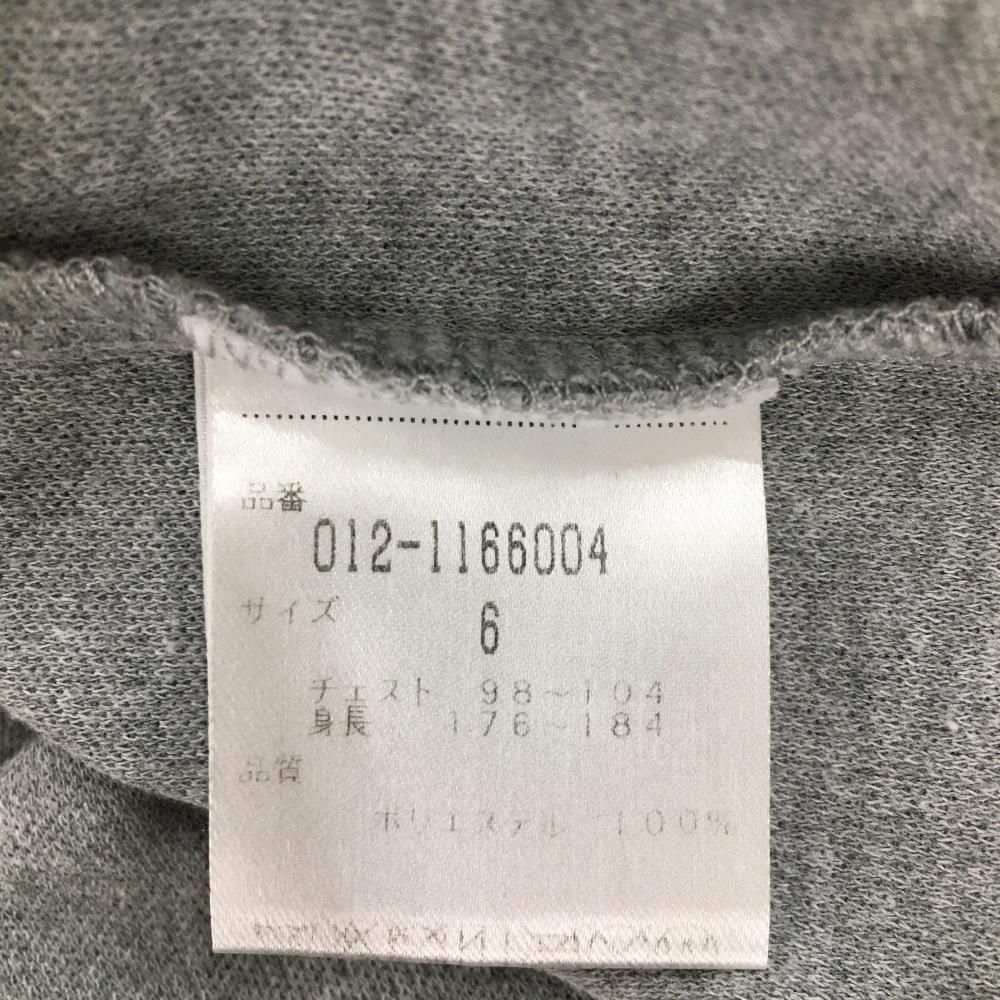 品番
012-1166004
サイズ 6
チェスト 98~104
身長 176~184
品質
ポリエステル 100%